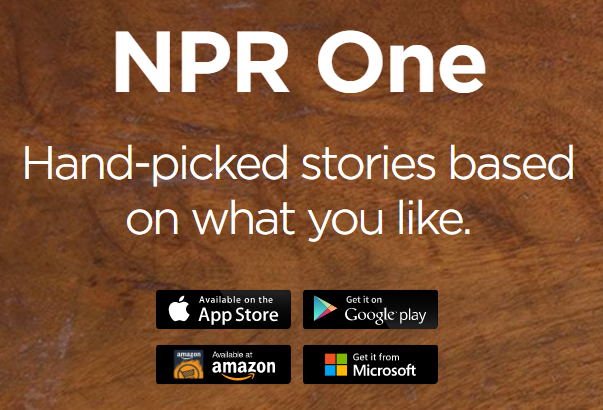 NPR One
Hand-picked stories based
on what you like.
Available on the
App Store
Get it on
Google play
amazon
Available at
amazon
Get it from
Microsoft